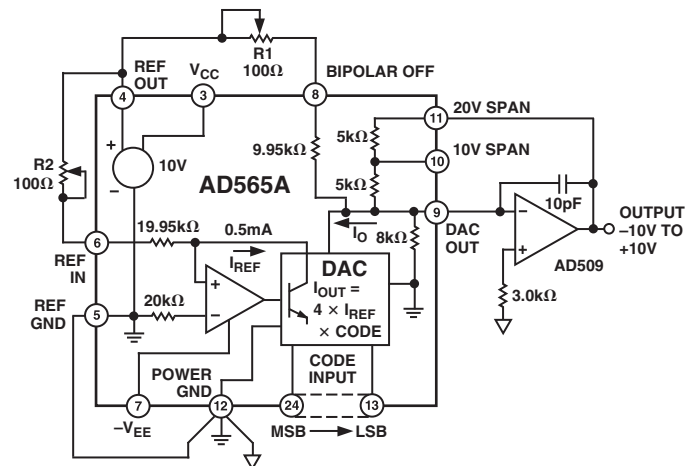 R1
100Ω
REF
OUT
VCC
BIPOLAR OFF
4
3
8
11
20V SPAN
5kΩ
9.95kΩ
R2
100Ω
+
10V
–
AD565A
10
10V SPAN
5kΩ
10pF
19.95kΩ
0.5mA
IO
8kΩ
9
DAC
OUT
–
+
OUTPUT
–10V TO
+10V
AD509
6
REF
IN
IREF
+
–
DAC
IOUT =
4 × IREF
× CODE
3.0kΩ
REF
GND
5
20kΩ
POWER
GND
CODE
INPUT
7
12
24
13
–VEE
MSB
LSB